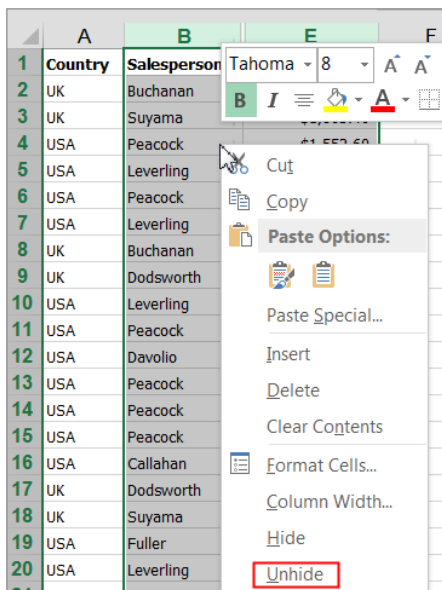 A B E F
Tahoma 8 A A
B I A
1 Country Salesperson
2 UK Buchanan
3 UK Suyama
4 USA Peacock $1,552.60
5 USA Leverling
6 USA Peacock
7 USA Leverling
8 UK Buchanan
9 UK Dodsworth
10 USA Leverling
11 USA Peacock
12 USA Davolio
13 USA Peacock
14 USA Peacock
15 USA Peacock
16 USA Callahan
17 UK Dodsworth
18 UK Suyama
19 USA Fuller
20 USA Leverling
Cut
Copy
Paste Options:
Paste Special...
Insert
Delete
Clear Contents
Format Cells...
Column Width...
Hide
Unhide